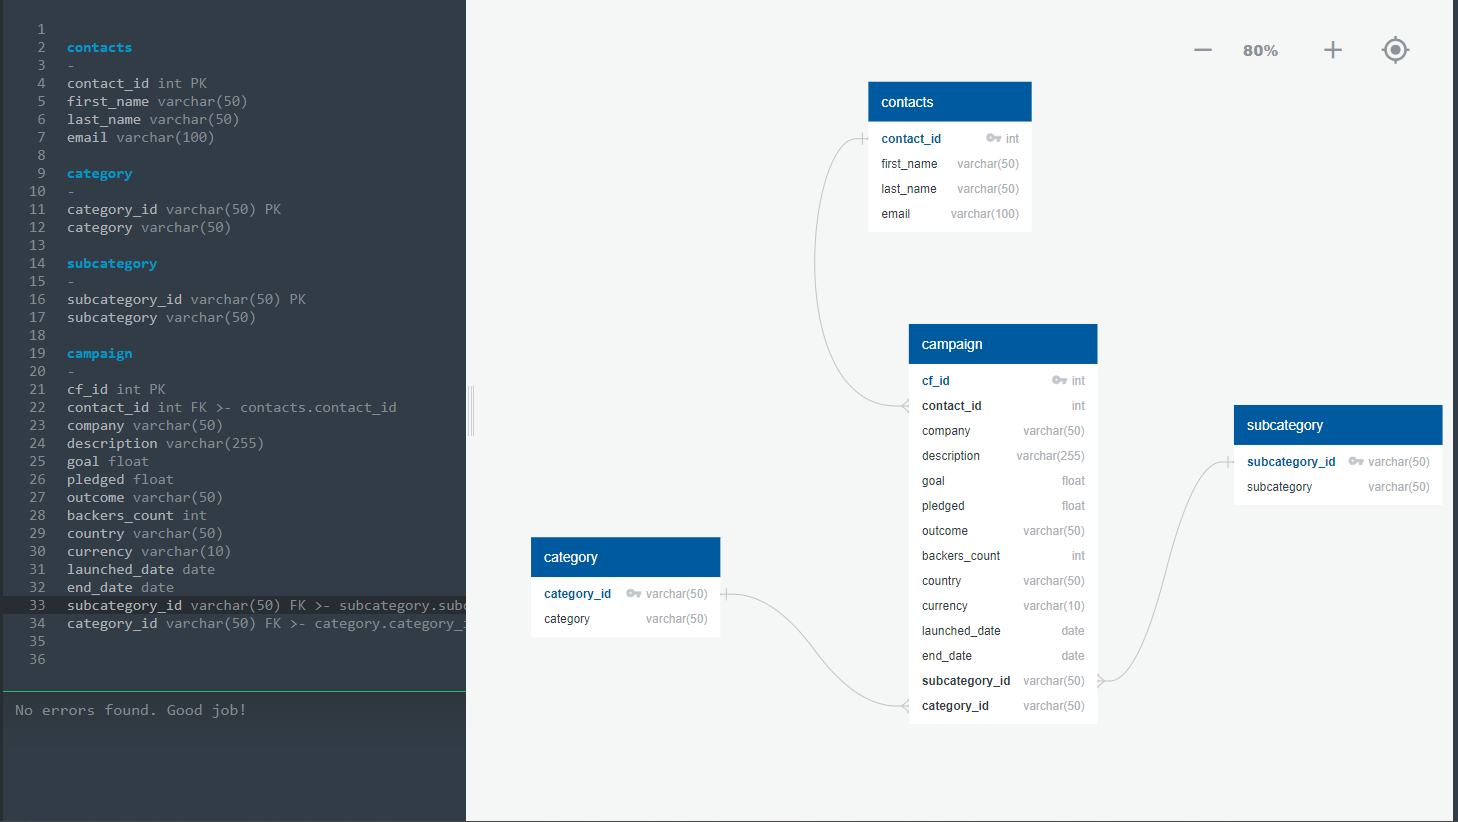 1
2 contacts
3 -
4 contact_id int PK
5 first_name varchar(50)
6 last_name varchar(50)
7 email varchar(100)
8
9 category
10 -
11 category_id varchar(50) PK
12 category varchar(50)
13
14 subcategory
15 -
16 subcategory_id varchar(50) PK
17 subcategory varchar(50)
18
19 campaign
20 -
21 cf_id int PK
22 contact_id int FK >- contacts.contact_id
23 company varchar(50)
24 description varchar(255)
25 goal float
26 pledged float
27 outcome varchar(50)
28 backers_count int
29 country varchar(50)
30 currency varchar(10)
31 launched_date date
32 end_date date
33 subcategory_id varchar(50) FK >- subcategory.sub
34 category_id varchar(50) FK >- category.category_
35
36
No errors found. Good job!
80%
contacts
contact_id int
first_name varchar(50)
last_name varchar(50)
email varchar(100)
campaign
cf_id int
contact_id int
company varchar(50)
description varchar(255)
goal float
pledged float
outcome varchar(50)
backers_count int
country varchar(50)
currency varchar(10)
launched_date date
end_date date
subcategory_id varchar(50)
category_id varchar(50)
subcategory
subcategory_id varchar(50)
subcategory varchar(50)
category
category_id varchar(50)
category varchar(50)